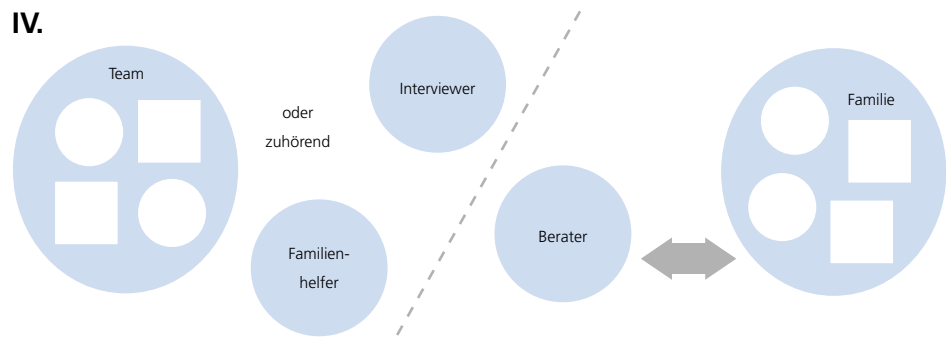 IV.
Team
oder
zuhörend
Interviewer
Familien-
helfer
Berater
Familie